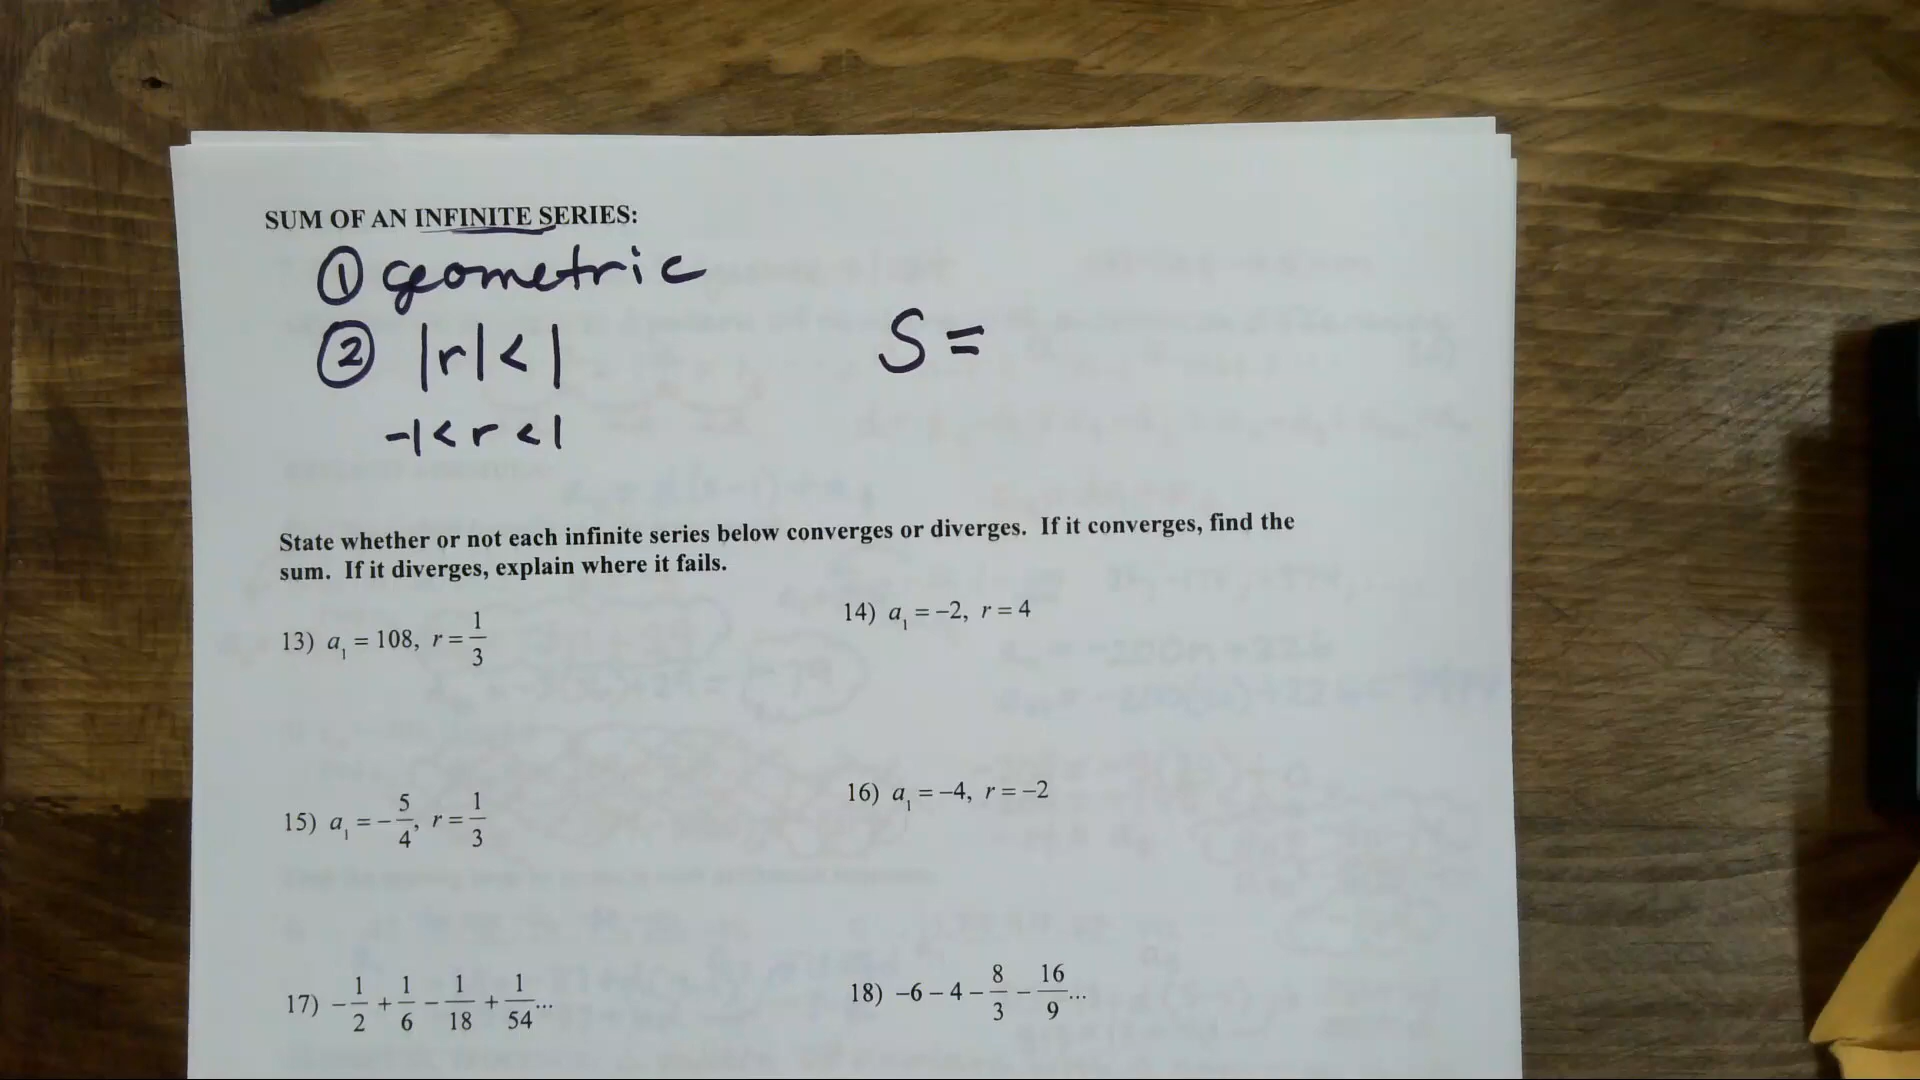 SUM OF AN INFINITE SERIES:
① geometric
② |r|<1
-1<r<1
S=
State whether or not each infinite series below converges or diverges. If it converges, find the
sum. If it diverges, explain where it fails.
13) a₁ = 108, r = 1/3
14) a₁ = −2, r = 4
15) a₁ = −5/4, r = 1/3
16) a₁ = −4, r = −2
17) −1/2 + 1/6 − 1/18 + 1/54...
18) −6 − 4 − 8/3 − 16/9...